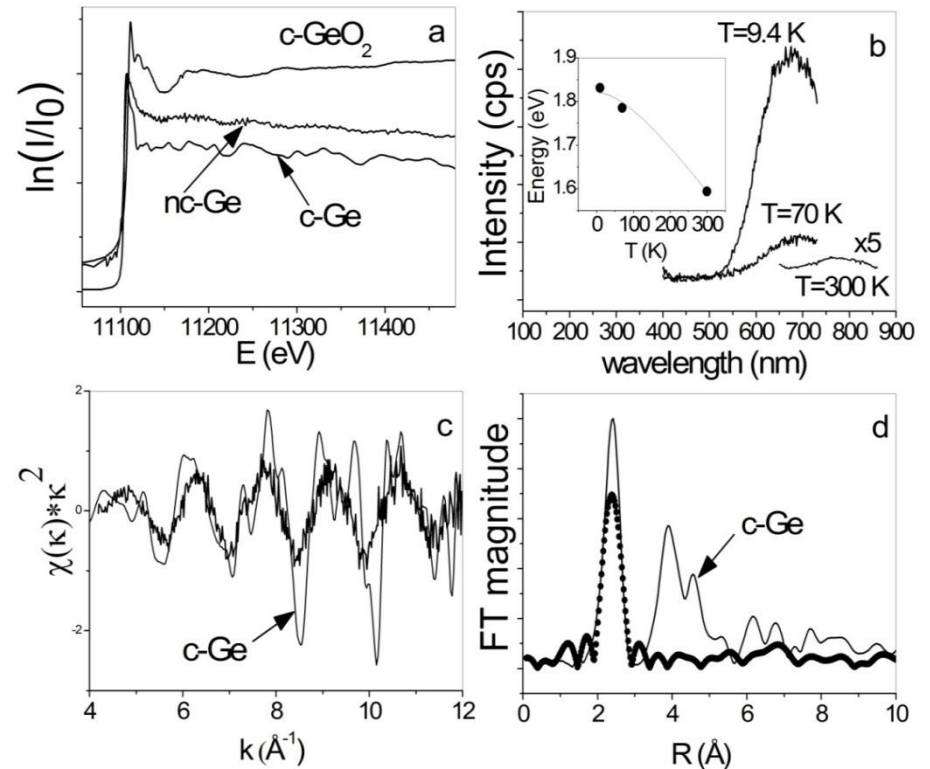 a
c-GeO2
nc-Ge
c-Ge
ln(I/I0)
11100 11200 11300 11400
E (eV)
b
T=9.4 K
T=70 K
x5
T=300 K
Intensity (cps)
1.9
1.8
1.6
Energy (eV)
0 100 200 300
T (K)
100 200 300 400 500 600 700 800 900
wavelength (nm)
c
2
0
-2
χ(κ)*κ2
c-Ge
4 6 8 10 12
k (Å-1)
d
c-Ge
FT magnitude
0 2 4 6 8 10
R (Å)